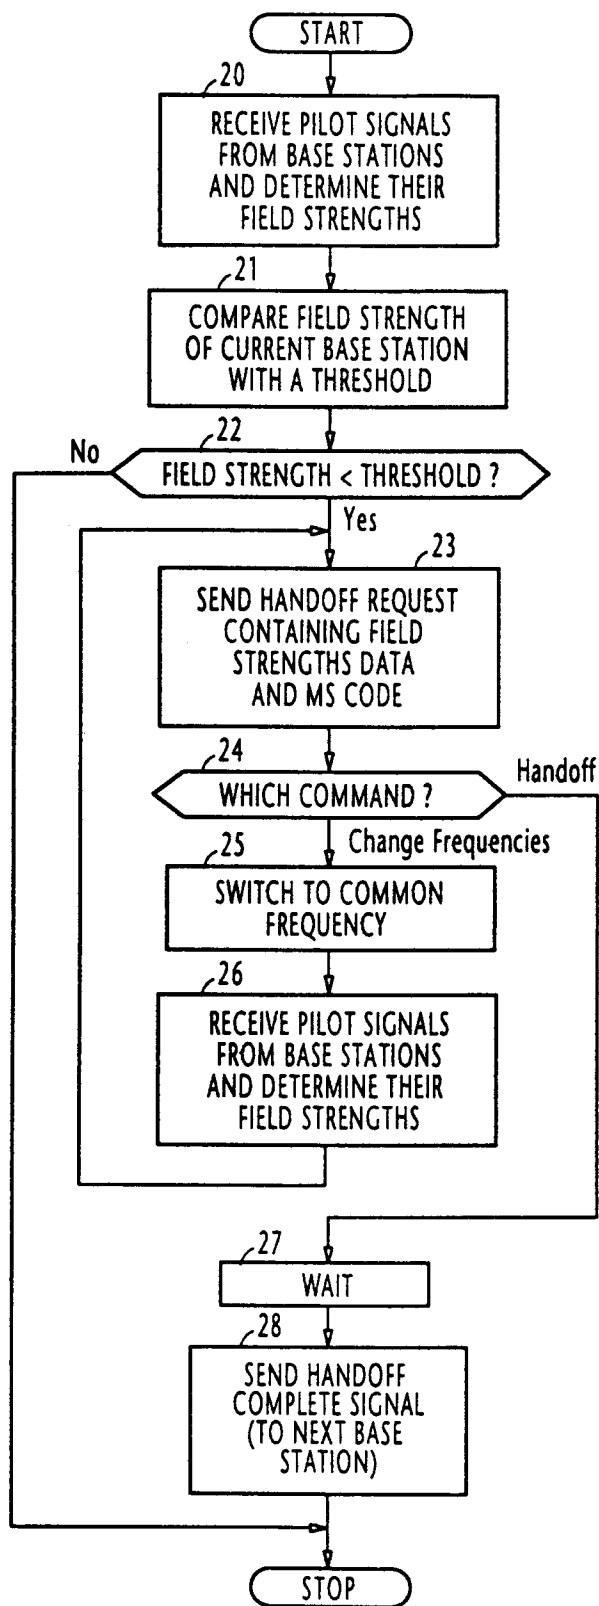 START
20
RECEIVE PILOT SIGNALS
FROM BASE STATIONS
AND DETERMINE THEIR
FIELD STRENGTHS
21
COMPARE FIELD STRENGTH
OF CURRENT BASE STATION
WITH A THRESHOLD
22
No
FIELD STRENGTH < THRESHOLD ?
Yes
23
SEND HANDOFF REQUEST
CONTAINING FIELD
STRENGTHS DATA
AND MS CODE
24
Handoff
WHICH COMMAND ?
Change Frequencies
25
SWITCH TO COMMON
FREQUENCY
26
RECEIVE PILOT SIGNALS
FROM BASE STATIONS
AND DETERMINE THEIR
FIELD STRENGTHS
27
WAIT
28
SEND HANDOFF
COMPLETE SIGNAL
(TO NEXT BASE
STATION)
STOP